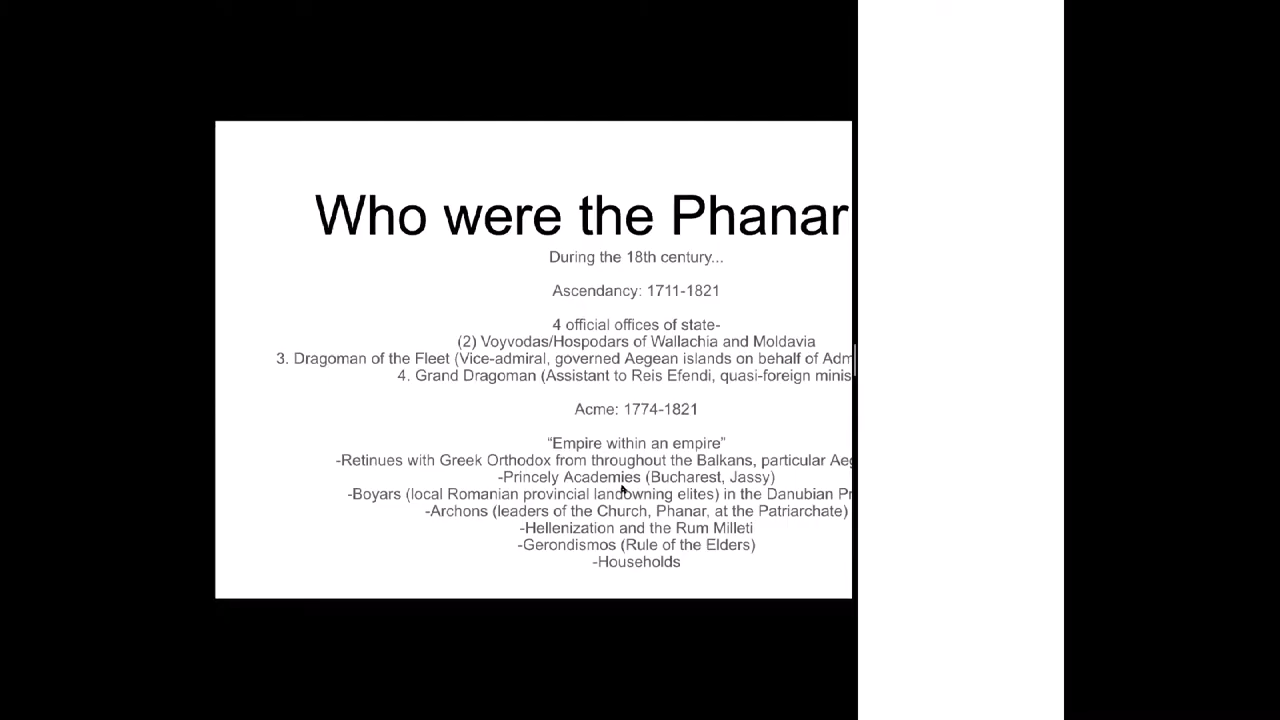 Who were the Phanar
During the 18th century...
Ascendancy: 1711-1821
4 official offices of state-
(2) Voyvodas/Hospodars of Wallachia and Moldavia
3. Dragoman of the Fleet (Vice-admiral, governed Aegean islands on behalf of Adm
4. Grand Dragoman (Assistant to Reis Efendi, quasi-foreign minis
Acme: 1774-1821
“Empire within an empire”
-Retinues with Greek Orthodox from throughout the Balkans, particular Aeg
-Princely Academies (Bucharest, Jassy)
-Boyars (local Romanian provincial landowning elites) in the Danubian Pr
-Archons (leaders of the Church, Phanar, at the Patriarchate)
-Hellenization and the Rum Milleti
-Gerondismos (Rule of the Elders)
-Households